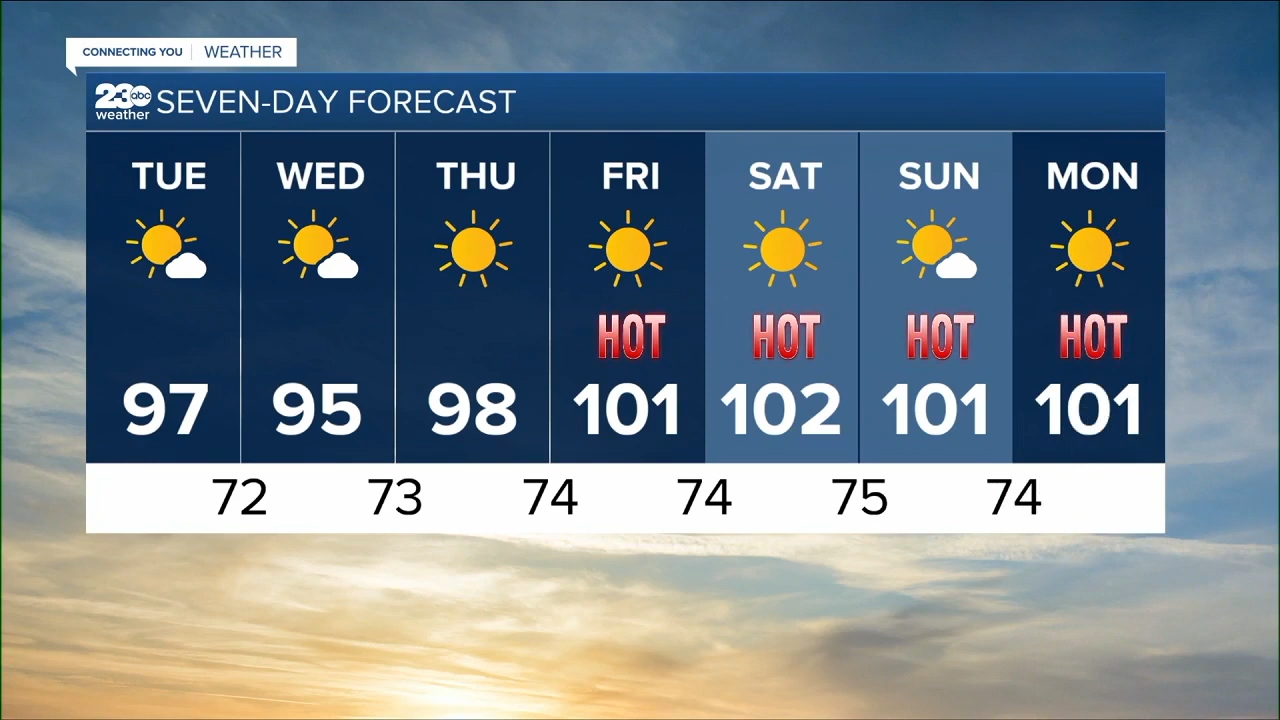 CONNECTING YOU | WEATHER
23 abc
weather
SEVEN-DAY FORECAST
TUE WED THU FRI SAT SUN MON
HOT HOT HOT HOT
97 95 98 101 102 101 101
72 73 74 74 75 74